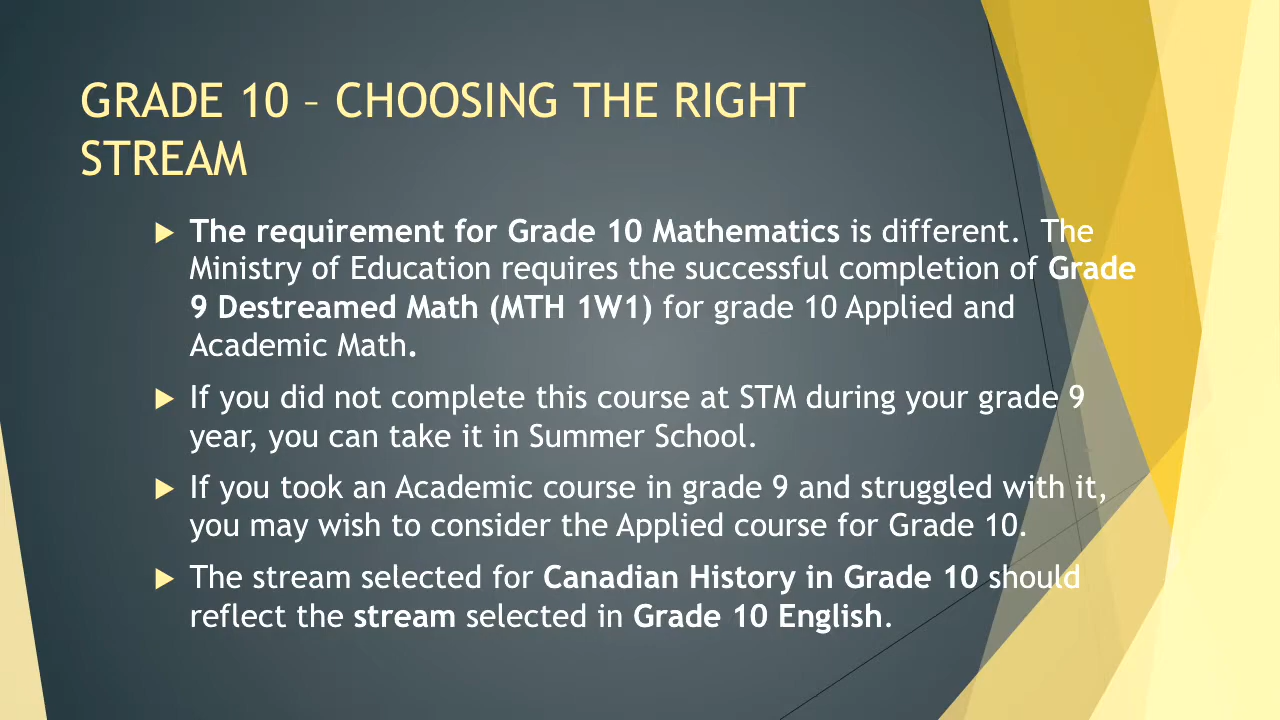 GRADE 10 – CHOOSING THE RIGHT
STREAM
The requirement for Grade 10 Mathematics is different.  The
Ministry of Education requires the successful completion of Grade
9 Destreamed Math (MTH 1W1) for grade 10 Applied and
Academic Math.
If you did not complete this course at STM during your grade 9
year, you can take it in Summer School.
If you took an Academic course in grade 9 and struggled with it,
you may wish to consider the Applied course for Grade 10.
The stream selected for Canadian History in Grade 10 should
reflect the stream selected in Grade 10 English.